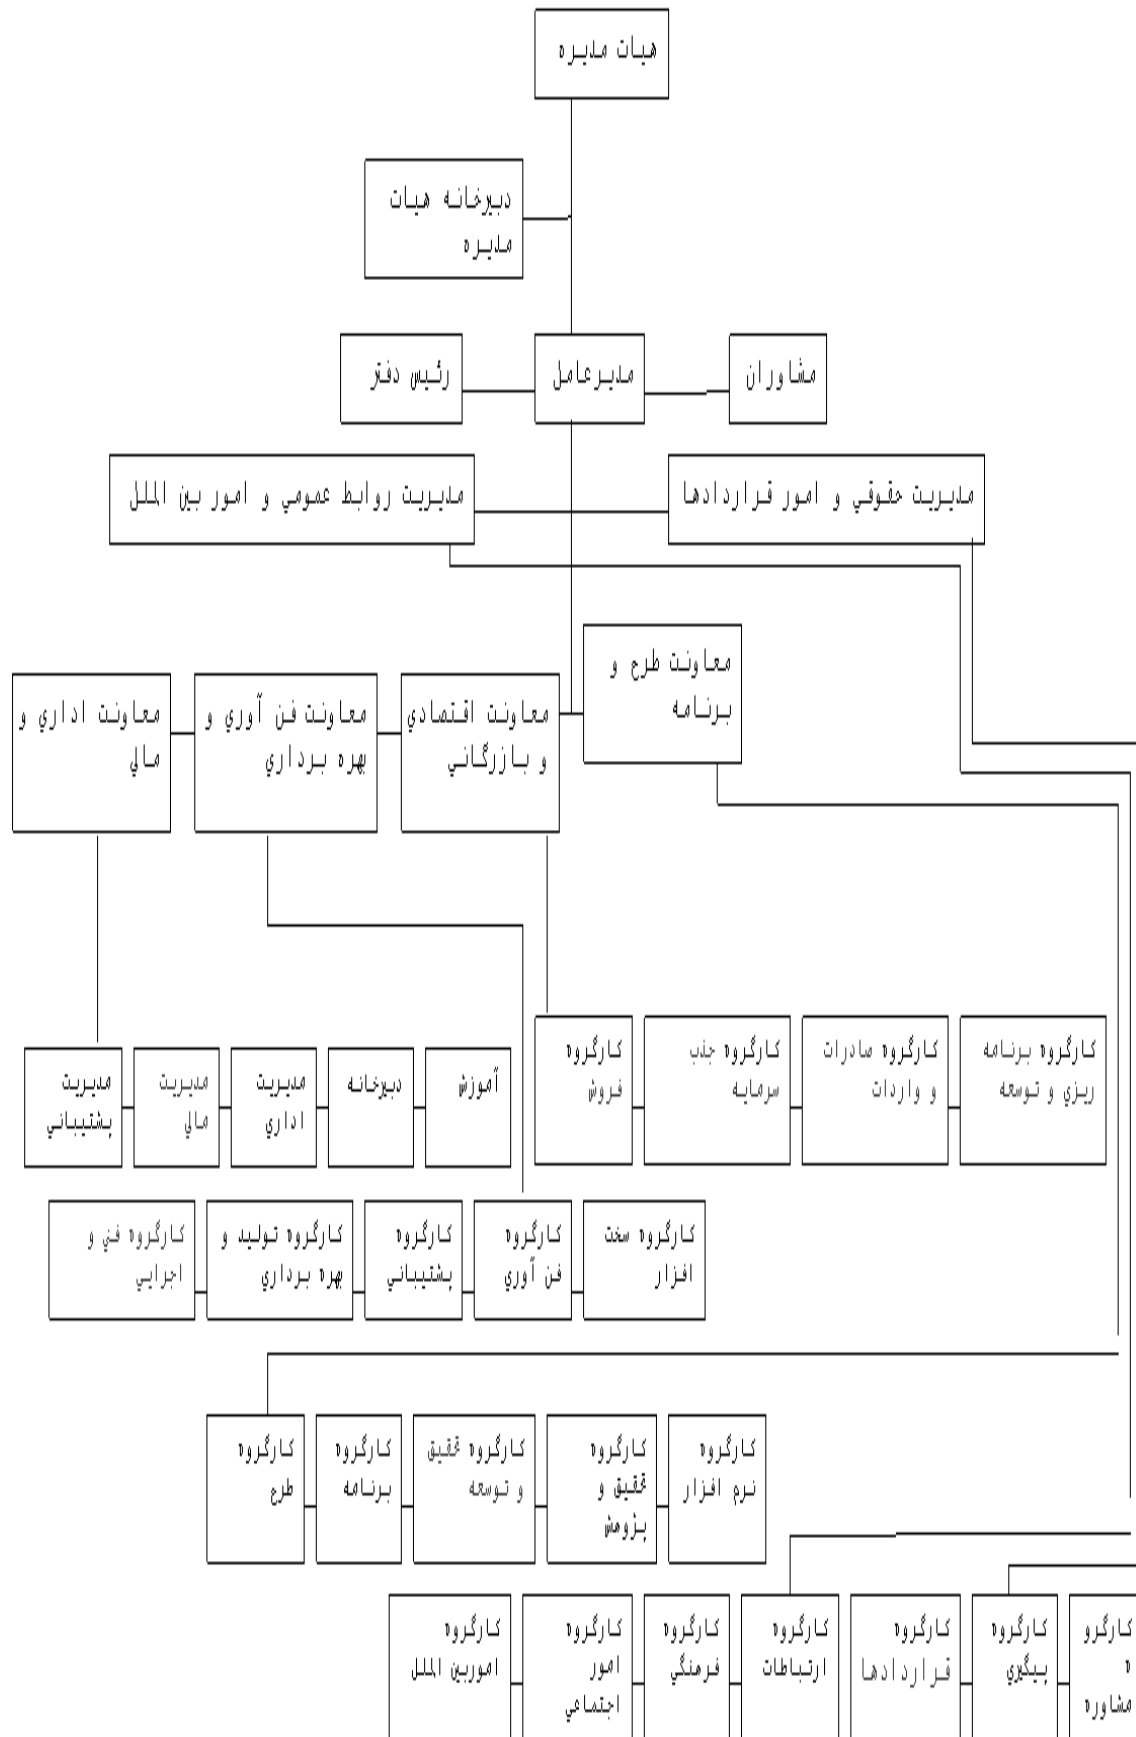 هيات مديره
دبيرخانه هيات
مديره
مشاوران
مديرعامل
رئيس دفتر
مديريت حقوقي و امور قراردادها
مديريت روابط عمومي و امور بين الملل
معاونت طرح و
برنامه
معاونت اقتصادي
و بازرگاني
معاونت فن آوري و
بهره برداري
معاونت اداري و
مالي
كارگروه برنامه
ريزي و توسعه
كارگروه صادرات
و واردات
كارگروه جذب
سرمايه
كارگروه
فروش
آموزش
دبيرخانه
مديريت
اداري
مديريت
مالي
مديريت
پشتيباني
كارگروه سخت
افزار
كارگروه
فن آوري
كارگروه
پشتيباني
كارگروه توليد و
بهره برداري
كارگروه فني و
اجرايي
كارگروه
نرم افزار
كارگروه
تحقيق و
پژوهش
كارگروه تحقيق
و توسعه
كارگروه
برنامه
كارگروه
طرح
كارگرو
ه
مشاوره
كارگروه
پيگيري
كارگروه
قراردادها
كارگروه
ارتباطات
كارگروه
فرهنگي
كارگروه
امور
اجتماعي
كارگروه
اموربين الملل